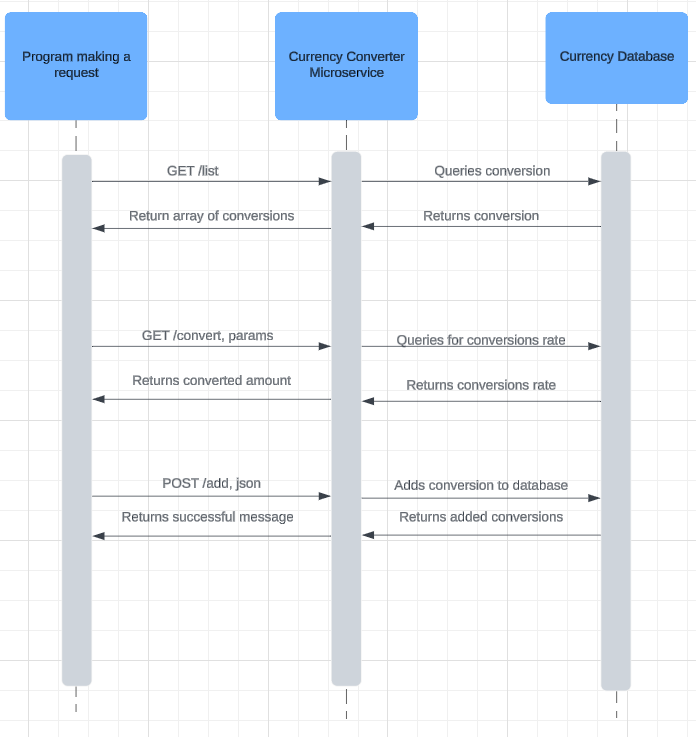 Program making a
request
Currency Converter
Microservice
Currency Database
GET /list
Queries conversion
Return array of conversions
Returns conversion
GET /convert, params
Queries for conversions rate
Returns converted amount
Returns conversions rate
POST /add, json
Adds conversion to database
Returns successful message
Returns added conversions